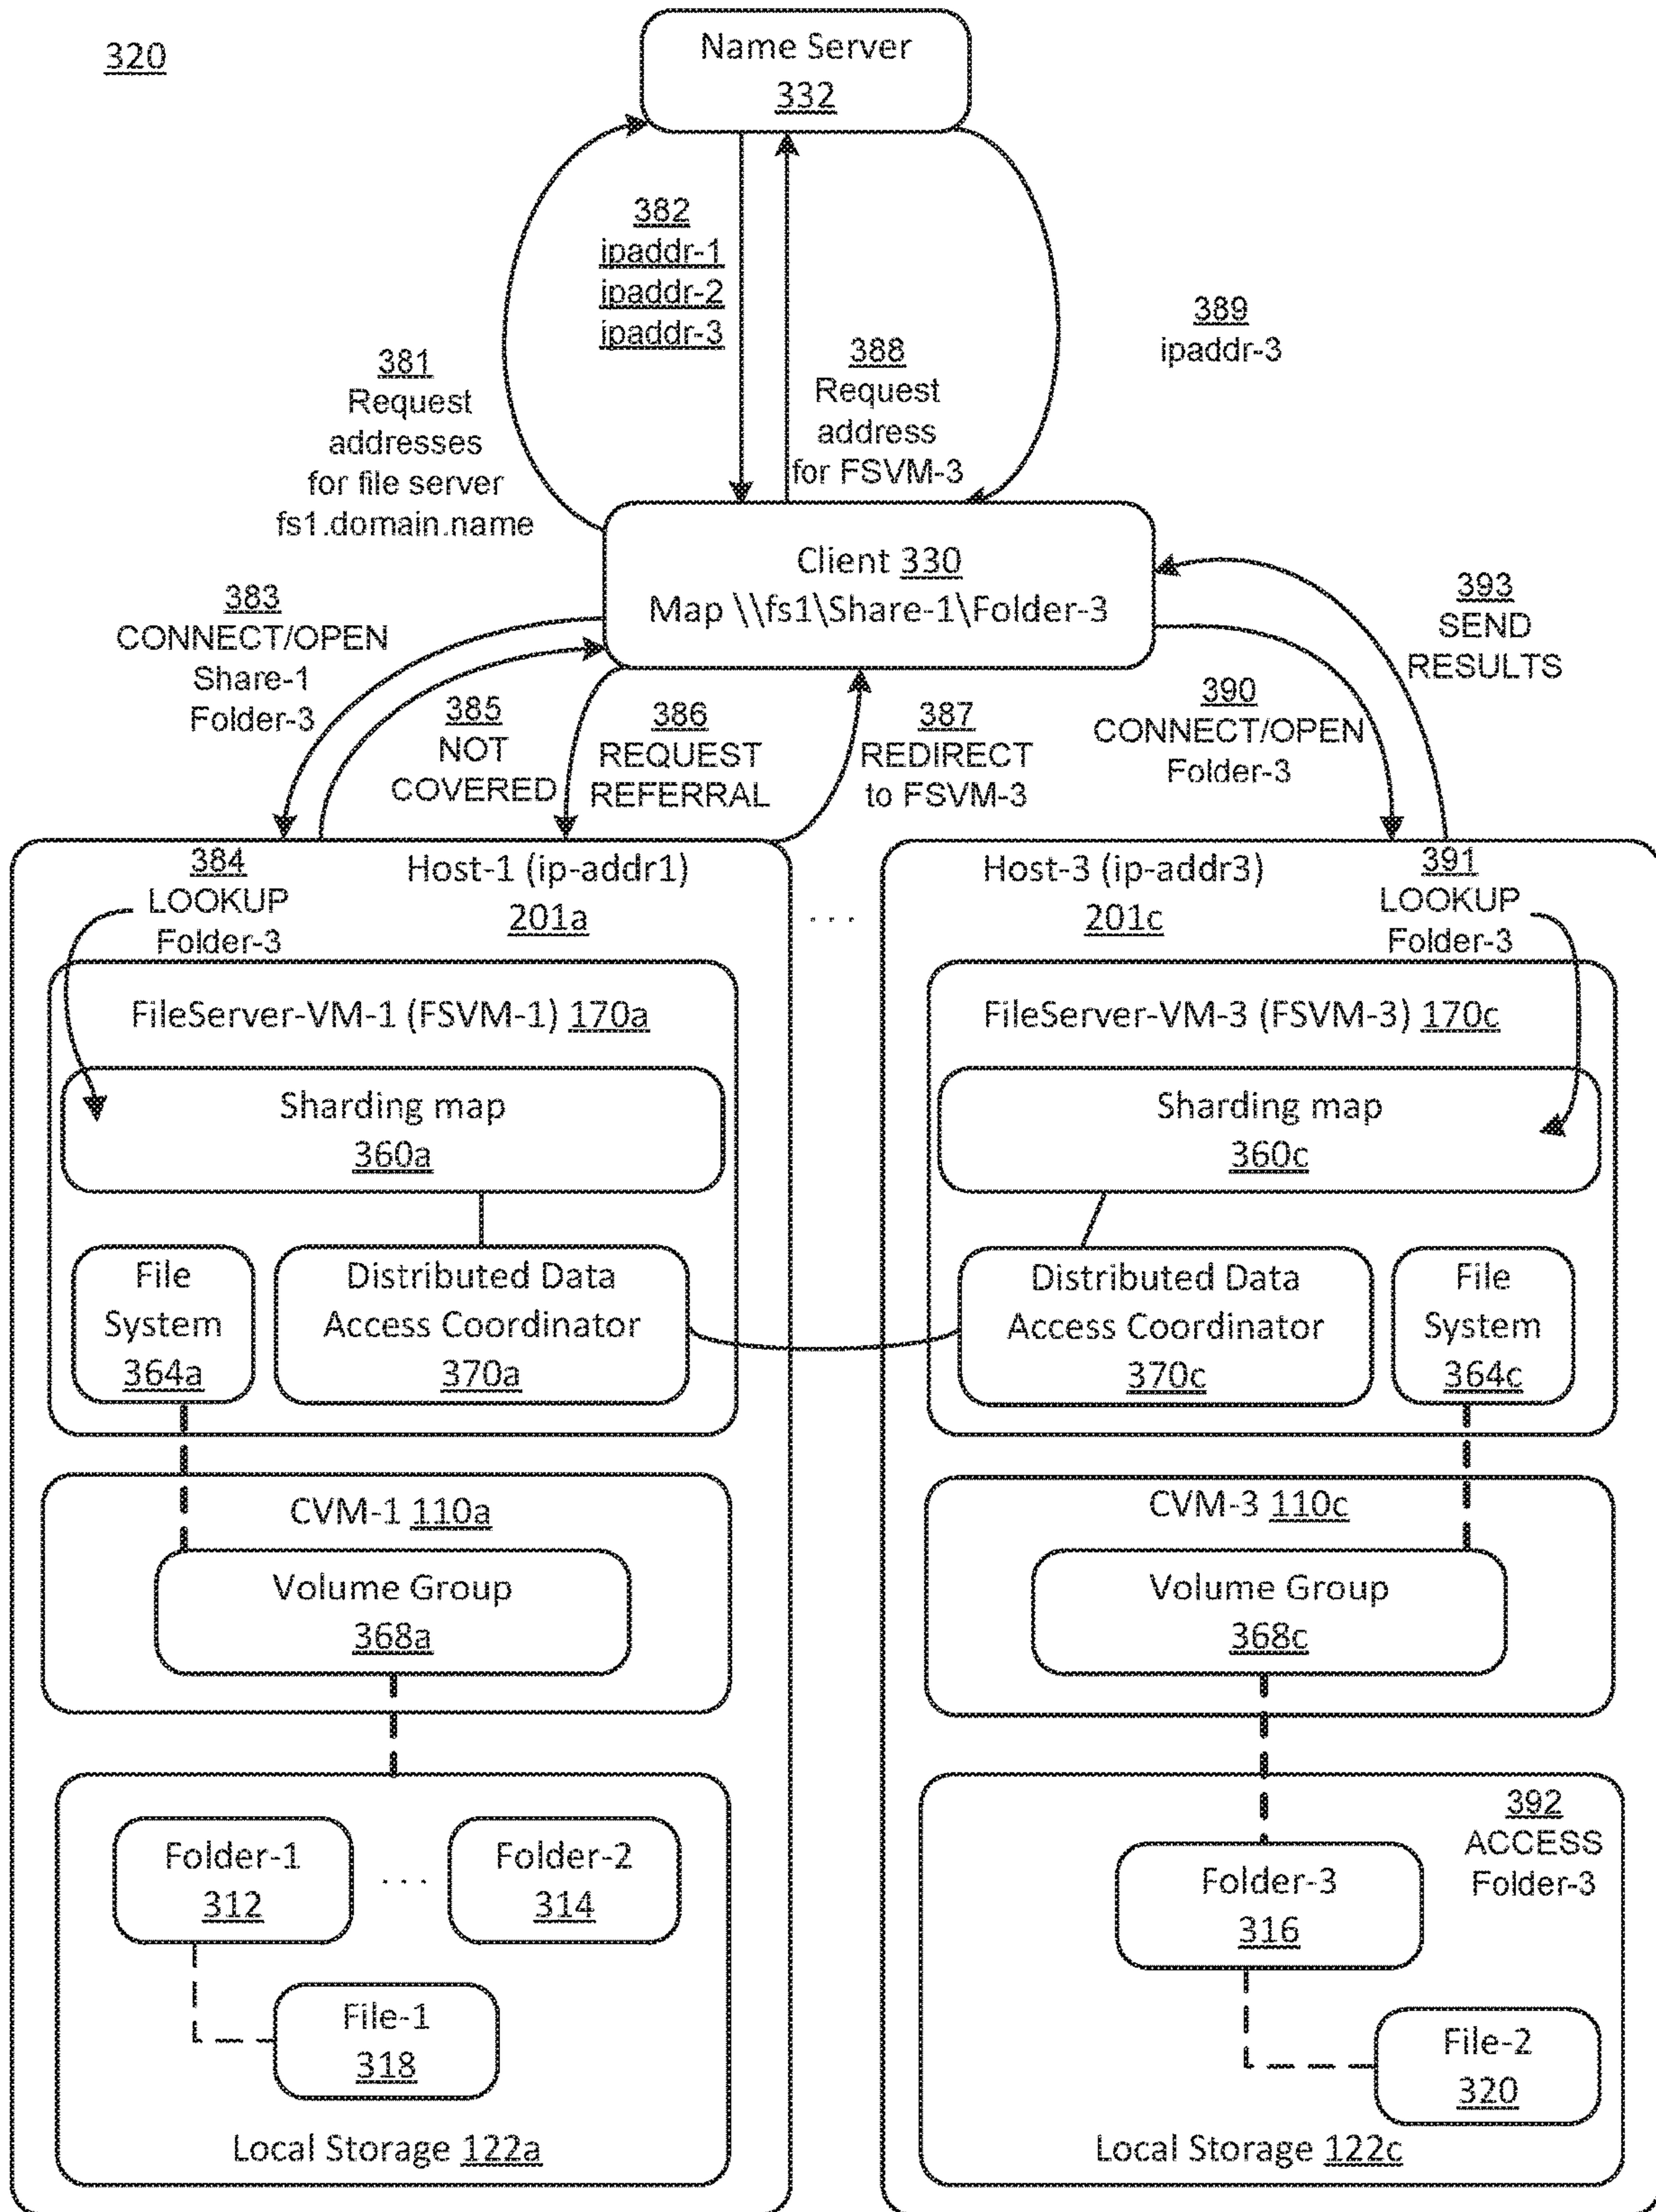 320
Name Server
332
382
ipaddr-1
ipaddr-2
ipaddr-3
389
ipaddr-3
381
Request
addresses
for file server
fs1.domain.name
388
Request
address
for FSVM-3
Client 330
Map \\fs1\Share-1\Folder-3
383
CONNECT/OPEN
Share-1
Folder-3
385
NOT
COVERED
386
REQUEST
REFERRAL
387
REDIRECT
to FSVM-3
390
CONNECT/OPEN
Folder-3
393
SEND
RESULTS
384
LOOKUP
Folder-3
Host-1 (ip-addr1)
201a
. . .
Host-3 (ip-addr3)
201c
391
LOOKUP
Folder-3
FileServer-VM-1 (FSVM-1) 170a
Sharding map
360a
File
System
364a
Distributed Data
Access Coordinator
370a
CVM-1 110a
Volume Group
368a
Folder-1
312
. . .
Folder-2
314
File-1
318
Local Storage 122a
FileServer-VM-3 (FSVM-3) 170c
Sharding map
360c
Distributed Data
Access Coordinator
370c
File
System
364c
CVM-3 110c
Volume Group
368c
392
ACCESS
Folder-3
Folder-3
316
File-2
320
Local Storage 122c